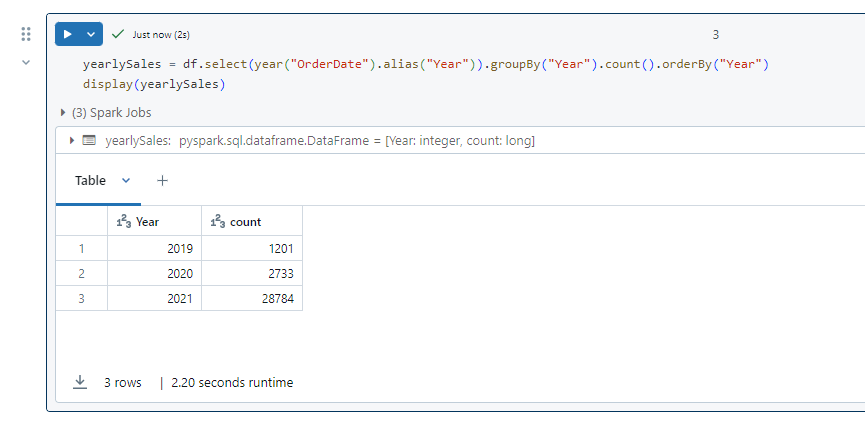 Just now (2s)
3
yearlySales = df.select(year("OrderDate").alias("Year")).groupBy("Year").count().orderBy("Year")
display(yearlySales)
(3) Spark Jobs
yearlySales: pyspark.sql.dataframe.DataFrame = [Year: integer, count: long]
Table
123 Year 123 count
1 2019 1201
2 2020 2733
3 2021 28784
3 rows | 2.20 seconds runtime